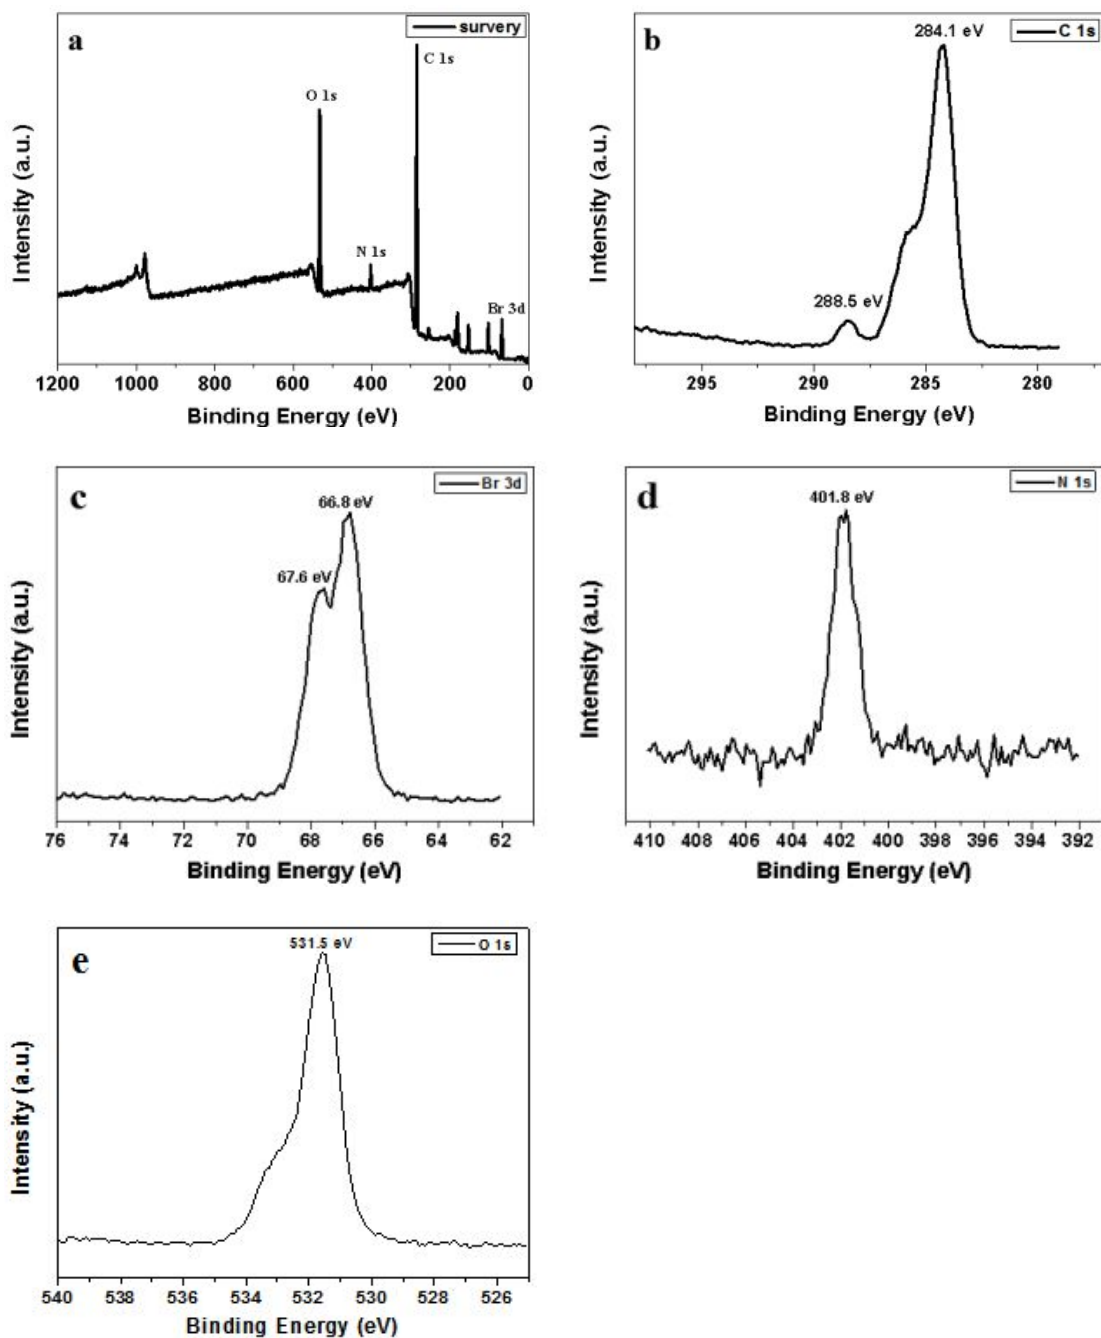 a
survery
C 1s
O 1s
N 1s
Br 3d
Intensity (a.u.)
1200 1000 800 600 400 200 0
Binding Energy (eV)
b
284.1 eV
C 1s
288.5 eV
Intensity (a.u.)
295 290 285 280
Binding Energy (eV)
c
Br 3d
66.8 eV
67.6 eV
Intensity (a.u.)
76 74 72 70 68 66 64 62
Binding Energy (eV)
d
N 1s
401.8 eV
Intensity (a.u.)
410 408 406 404 402 400 398 396 394 392
Binding Energy (eV)
e
531.5 eV
O 1s
Intensity (a.u.)
540 538 536 534 532 530 528 526
Binding Energy (eV)